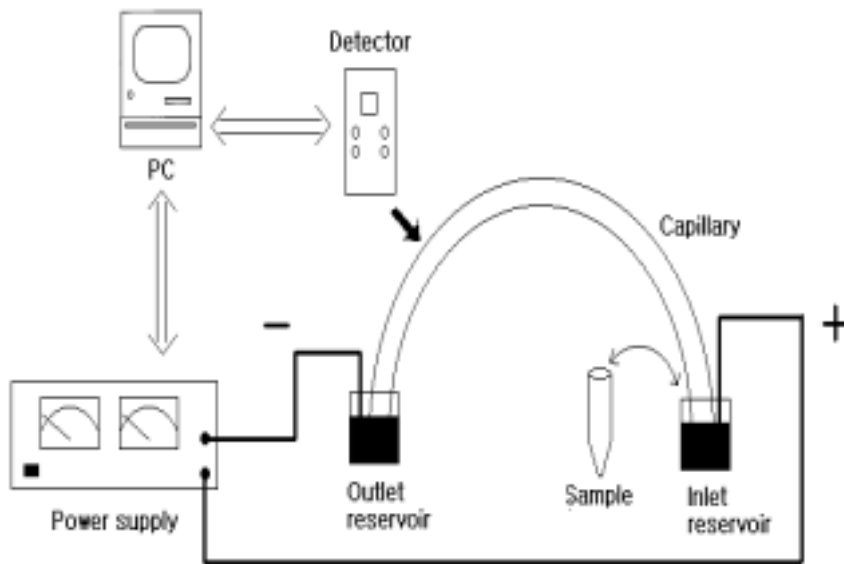 Detector
PC
Capillary
−
+
Outlet
reservoir
Sample
Inlet
reservoir
Power supply